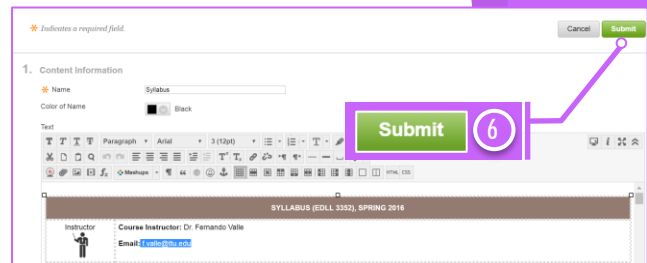 ✲ Indicates a required field.
Cancel Submit
1. Content Information
✲ Name Syllabus
Color of Name Black
Text
Submit 6
T T T T Paragraph Arial 3 (12pt)
Mashups HTML CSS
SYLLABUS (EDLL 3352), SPRING 2016
Instructor Course Instructor: Dr. Fernando Valle
Email: f.valle@ttu.edu